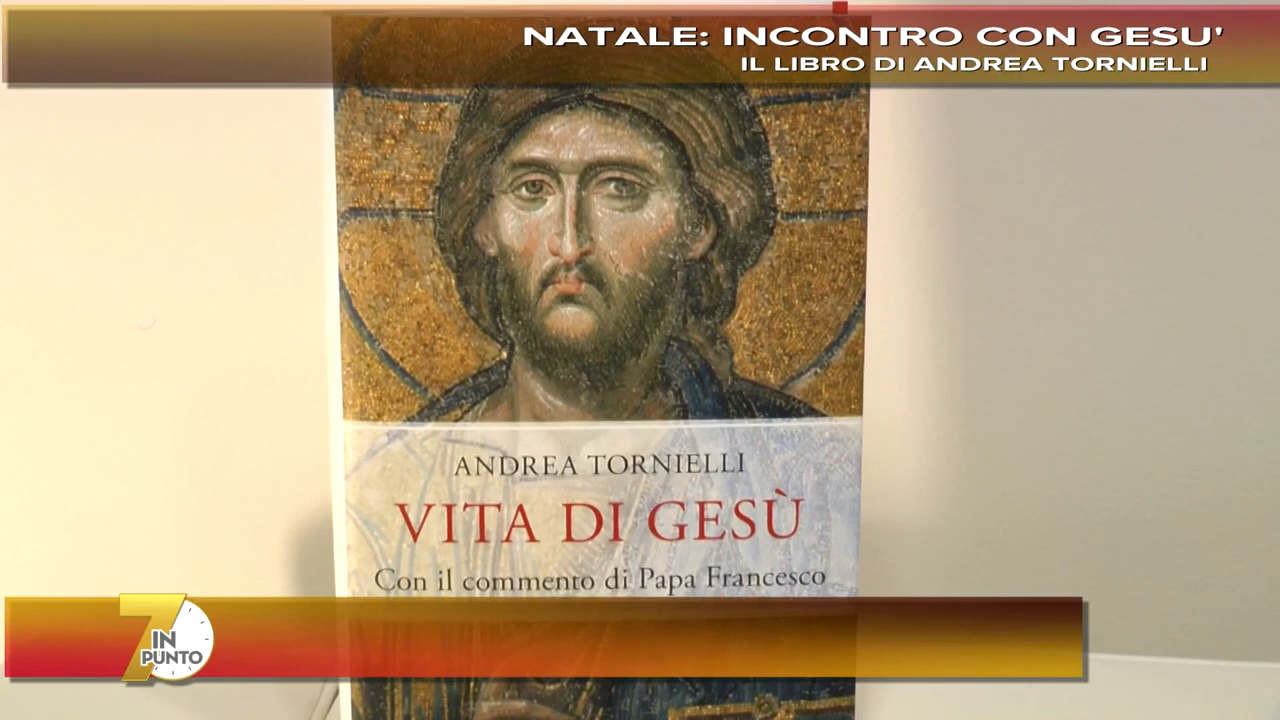 NATALE: INCONTRO CON GESU'
IL LIBRO DI ANDREA TORNIELLI
ANDREA TORNIELLI
VITA DI GESÙ
Con il commento di Papa Francesco
7
IN
PUNTO